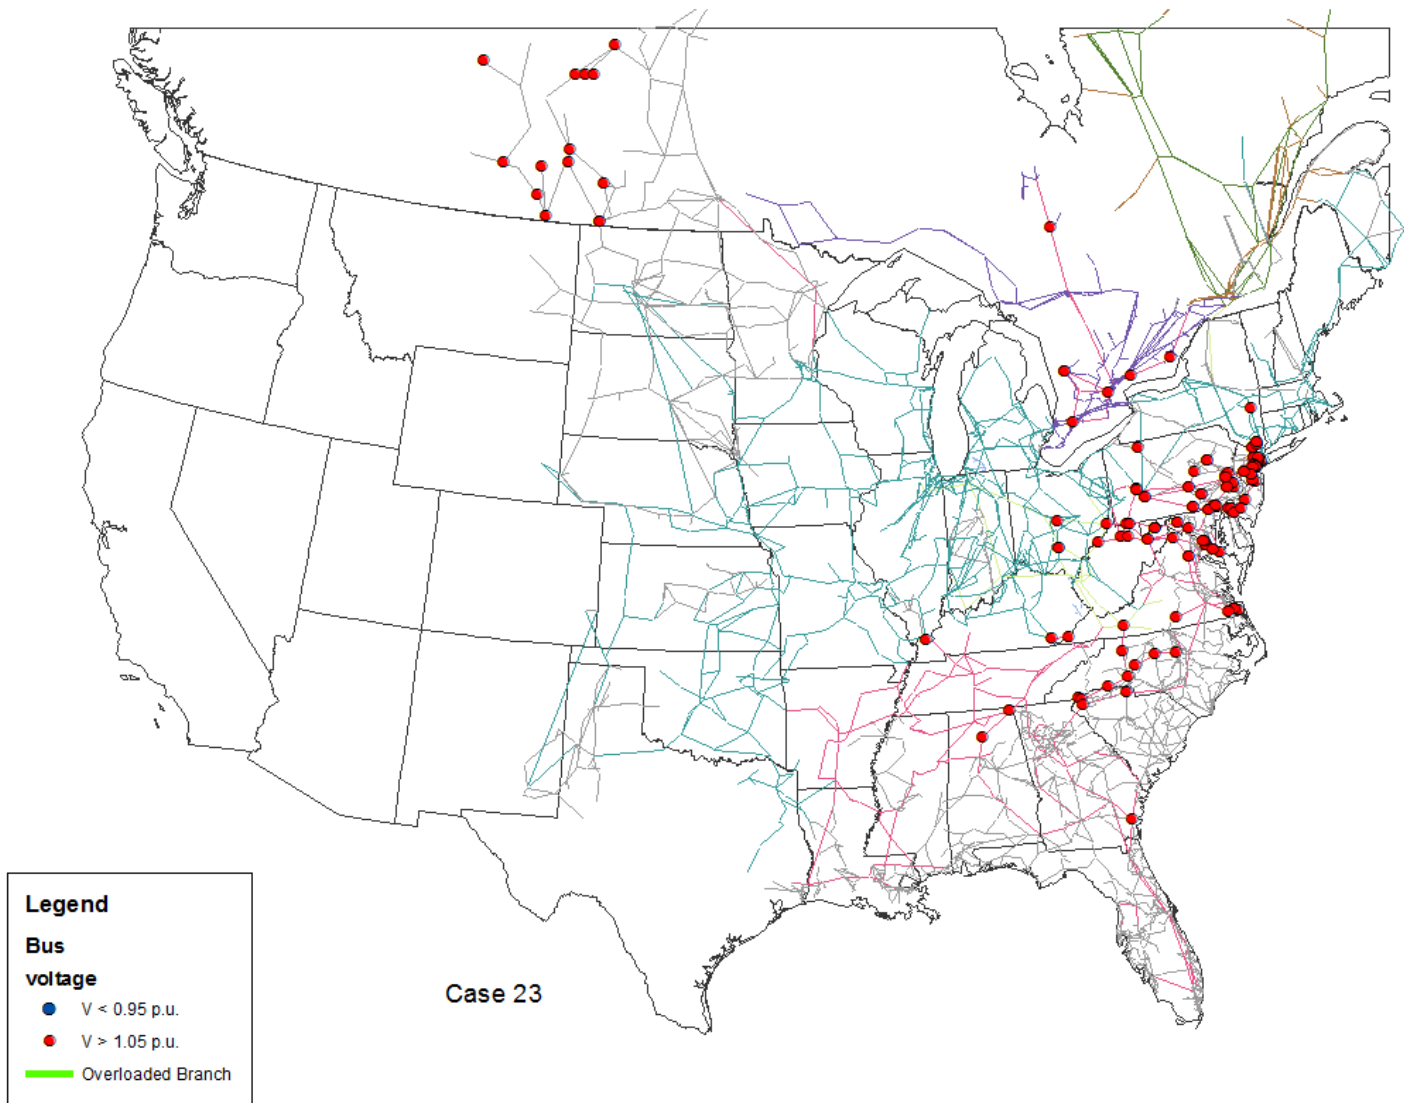 Legend
Bus
voltage
V < 0.95 p.u.
V > 1.05 p.u.
Overloaded Branch
Case 23